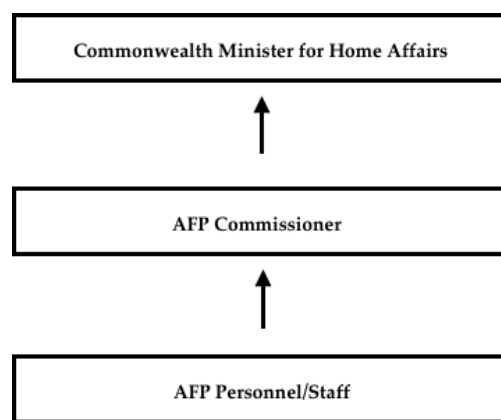 Commonwealth Minister for Home Affairs
AFP Commissioner
AFP Personnel/Staff